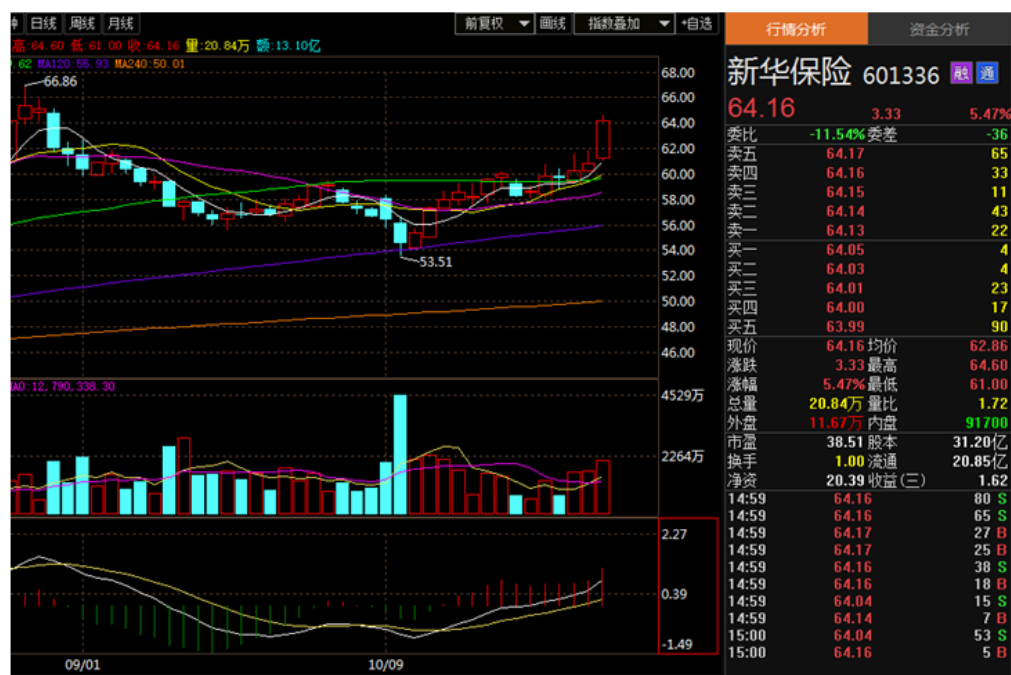 日线 周线 月线 前复权 画线 指数叠加 +自选
高:64.60 低:61.00 收:64.16 量:20.84万 额:13.10亿
9.62 MA120:55.93 MA240:50.01
66.86
53.51
68.00
66.00
64.00
62.00
60.00
58.00
56.00
54.00
52.00
50.00
48.00
46.00
12,790,338.30
4529万
2264万
2.27
0.39
-1.49
09/01 10/09
行情分析 资金分析
新华保险 601336 融 通
64.16 3.33 5.47%
委比 -11.54% 委差 -36
卖五 64.17 65
卖四 64.16 33
卖三 64.15 11
卖二 64.14 43
卖一 64.13 22
买一 64.05 4
买二 64.03 4
买三 64.01 23
买四 64.00 17
买五 63.99 90
现价 64.16 均价 62.86
涨跌 3.33 最高 64.60
涨幅 5.47% 最低 61.00
总量 20.84万 量比 1.72
外盘 11.67万 内盘 91700
市盈 38.51 股本 31.20亿
换手 1.00 流通 20.85亿
净资 20.39 收益(三) 1.62
14:59 64.16 80 S
14:59 64.16 65 S
14:59 64.17 27 B
14:59 64.17 25 B
14:59 64.16 38 S
14:59 64.16 18 B
14:59 64.04 15 S
14:59 64.14 7 B
15:00 64.04 53 S
15:00 64.16 5 B